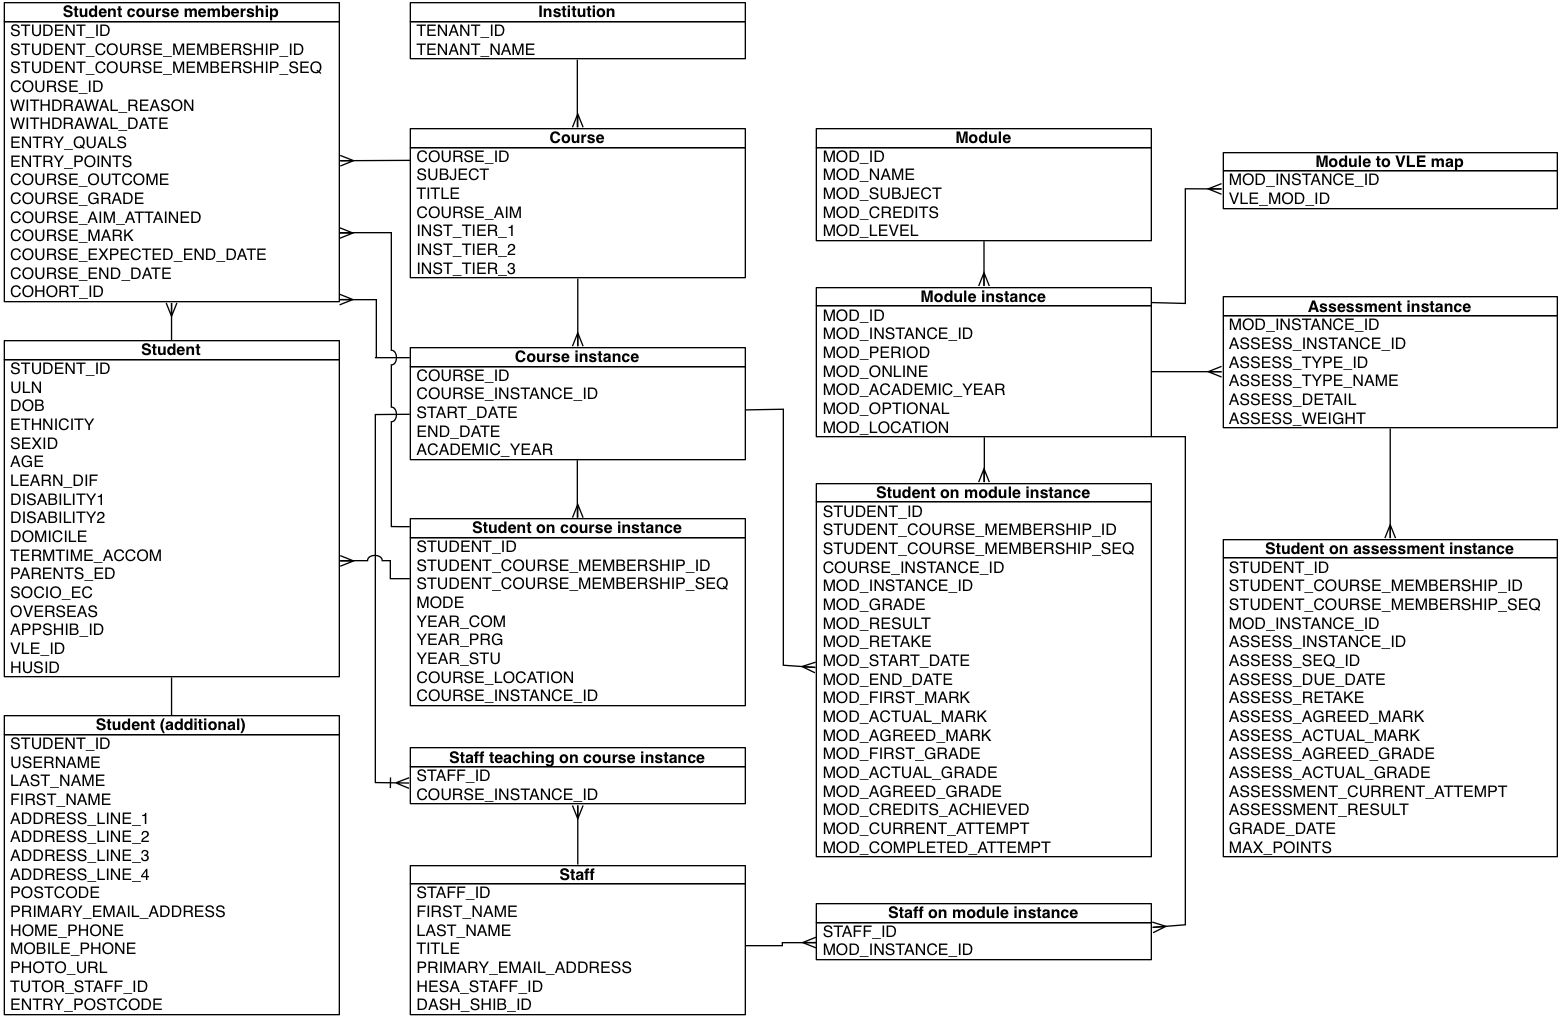 Student course membership
STUDENT_ID
STUDENT_COURSE_MEMBERSHIP_ID
STUDENT_COURSE_MEMBERSHIP_SEQ
COURSE_ID
WITHDRAWAL_REASON
WITHDRAWAL_DATE
ENTRY_QUALS
ENTRY_POINTS
COURSE_OUTCOME
COURSE_GRADE
COURSE_AIM_ATTAINED
COURSE_MARK
COURSE_EXPECTED_END_DATE
COURSE_END_DATE
COHORT_ID
Student
STUDENT_ID
ULN
DOB
ETHNICITY
SEXID
AGE
LEARN_DIF
DISABILITY1
DISABILITY2
DOMICILE
TERMTIME_ACCOM
PARENTS_ED
SOCIO_EC
OVERSEAS
APPSHIB_ID
VLE_ID
HUSID
Student (additional)
STUDENT_ID
USERNAME
LAST_NAME
FIRST_NAME
ADDRESS_LINE_1
ADDRESS_LINE_2
ADDRESS_LINE_3
ADDRESS_LINE_4
POSTCODE
PRIMARY_EMAIL_ADDRESS
HOME_PHONE
MOBILE_PHONE
PHOTO_URL
TUTOR_STAFF_ID
ENTRY_POSTCODE
Institution
TENANT_ID
TENANT_NAME
Course
COURSE_ID
SUBJECT
TITLE
COURSE_AIM
INST_TIER_1
INST_TIER_2
INST_TIER_3
Course instance
COURSE_ID
COURSE_INSTANCE_ID
START_DATE
END_DATE
ACADEMIC_YEAR
Student on course instance
STUDENT_ID
STUDENT_COURSE_MEMBERSHIP_ID
STUDENT_COURSE_MEMBERSHIP_SEQ
MODE
YEAR_COM
YEAR_PRG
YEAR_STU
COURSE_LOCATION
COURSE_INSTANCE_ID
Staff teaching on course instance
STAFF_ID
COURSE_INSTANCE_ID
Staff
STAFF_ID
FIRST_NAME
LAST_NAME
TITLE
PRIMARY_EMAIL_ADDRESS
HESA_STAFF_ID
DASH_SHIB_ID
Module
MOD_ID
MOD_NAME
MOD_SUBJECT
MOD_CREDITS
MOD_LEVEL
Module instance
MOD_ID
MOD_INSTANCE_ID
MOD_PERIOD
MOD_ONLINE
MOD_ACADEMIC_YEAR
MOD_OPTIONAL
MOD_LOCATION
Student on module instance
STUDENT_ID
STUDENT_COURSE_MEMBERSHIP_ID
STUDENT_COURSE_MEMBERSHIP_SEQ
COURSE_INSTANCE_ID
MOD_INSTANCE_ID
MOD_GRADE
MOD_RESULT
MOD_RETAKE
MOD_START_DATE
MOD_END_DATE
MOD_FIRST_MARK
MOD_ACTUAL_MARK
MOD_AGREED_MARK
MOD_FIRST_GRADE
MOD_ACTUAL_GRADE
MOD_AGREED_GRADE
MOD_CREDITS_ACHIEVED
MOD_CURRENT_ATTEMPT
MOD_COMPLETED_ATTEMPT
Staff on module instance
STAFF_ID
MOD_INSTANCE_ID
Module to VLE map
MOD_INSTANCE_ID
VLE_MOD_ID
Assessment instance
MOD_INSTANCE_ID
ASSESS_INSTANCE_ID
ASSESS_TYPE_ID
ASSESS_TYPE_NAME
ASSESS_DETAIL
ASSESS_WEIGHT
Student on assessment instance
STUDENT_ID
STUDENT_COURSE_MEMBERSHIP_ID
STUDENT_COURSE_MEMBERSHIP_SEQ
MOD_INSTANCE_ID
ASSESS_INSTANCE_ID
ASSESS_SEQ_ID
ASSESS_DUE_DATE
ASSESS_RETAKE
ASSESS_AGREED_MARK
ASSESS_ACTUAL_MARK
ASSESS_AGREED_GRADE
ASSESS_ACTUAL_GRADE
ASSESSMENT_CURRENT_ATTEMPT
ASSESSMENT_RESULT
GRADE_DATE
MAX_POINTS